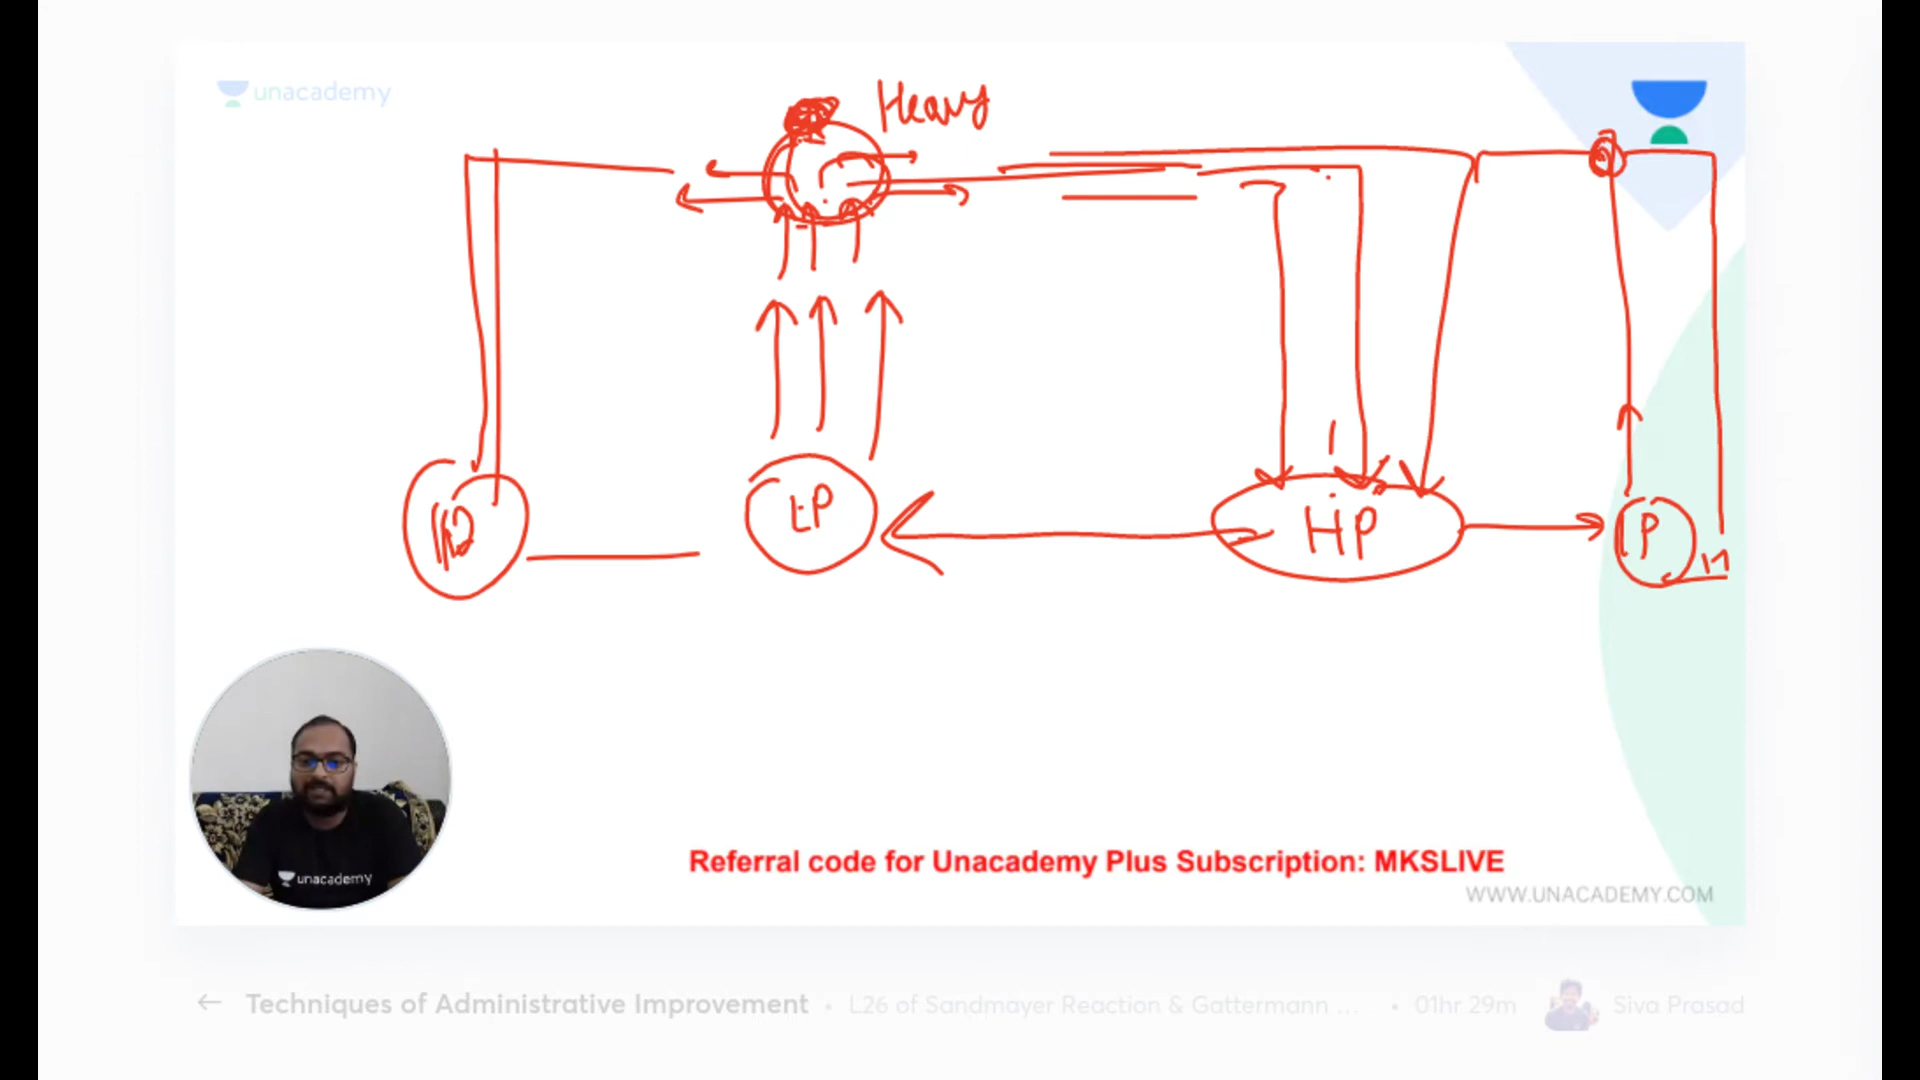 unacademy
Heavy
LP
HP
P
unacademy
Referral code for Unacademy Plus Subscription: MKSLIVE
WWW.UNACADEMY.COM
← Techniques of Administrative Improvement • L26 of Sandmayer Reaction & Gattermann ... • 01hr 29m Siva Prasad